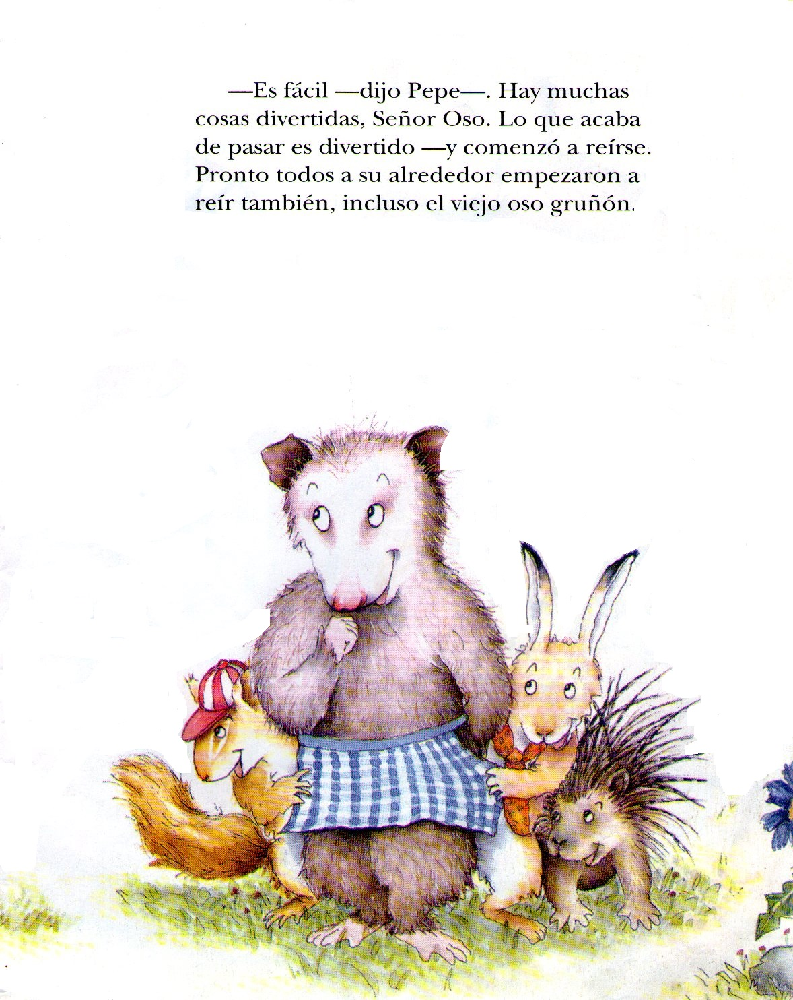 —Es fácil —dijo Pepe—. Hay muchas
cosas divertidas, Señor Oso. Lo que acaba
de pasar es divertido —y comenzó a reírse.
Pronto todos a su alrededor empezaron a
reír también, incluso el viejo oso gruñón.